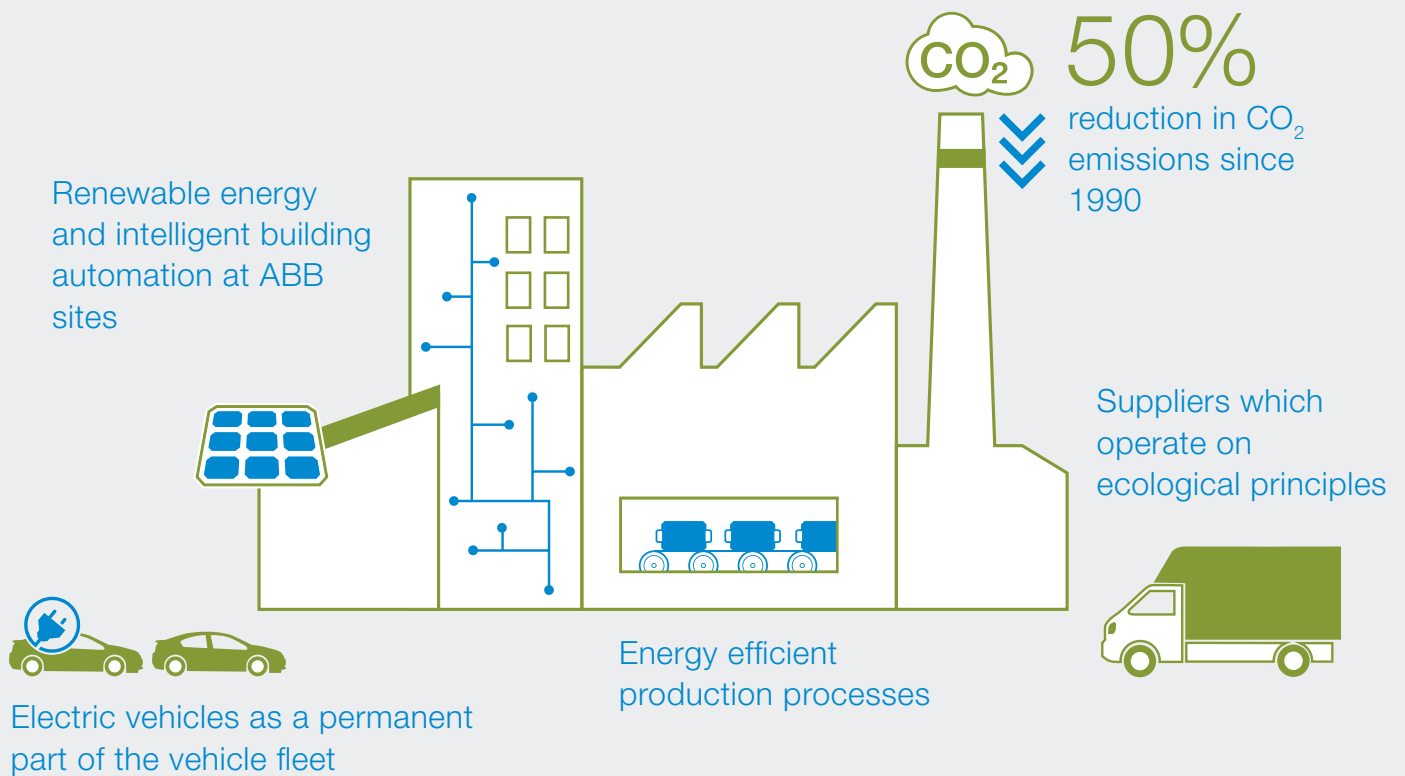 CO₂
50%
reduction in CO₂
emissions since
1990
Renewable energy
and intelligent building
automation at ABB
sites
Suppliers which
operate on
ecological principles
Energy efficient
production processes
Electric vehicles as a permanent
part of the vehicle fleet